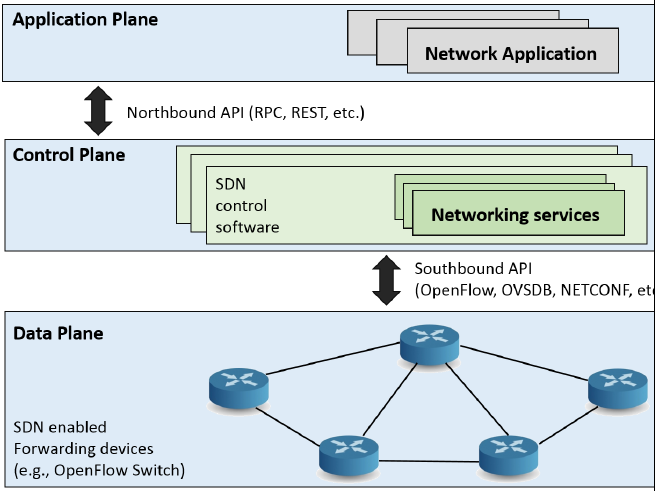 Application Plane
Network Application
Northbound API (RPC, REST, etc.)
Control Plane
SDN
control
software
Networking services
Southbound API
(OpenFlow, OVSDB, NETCONF, etc
Data Plane
SDN enabled
Forwarding devices
(e.g., OpenFlow Switch)